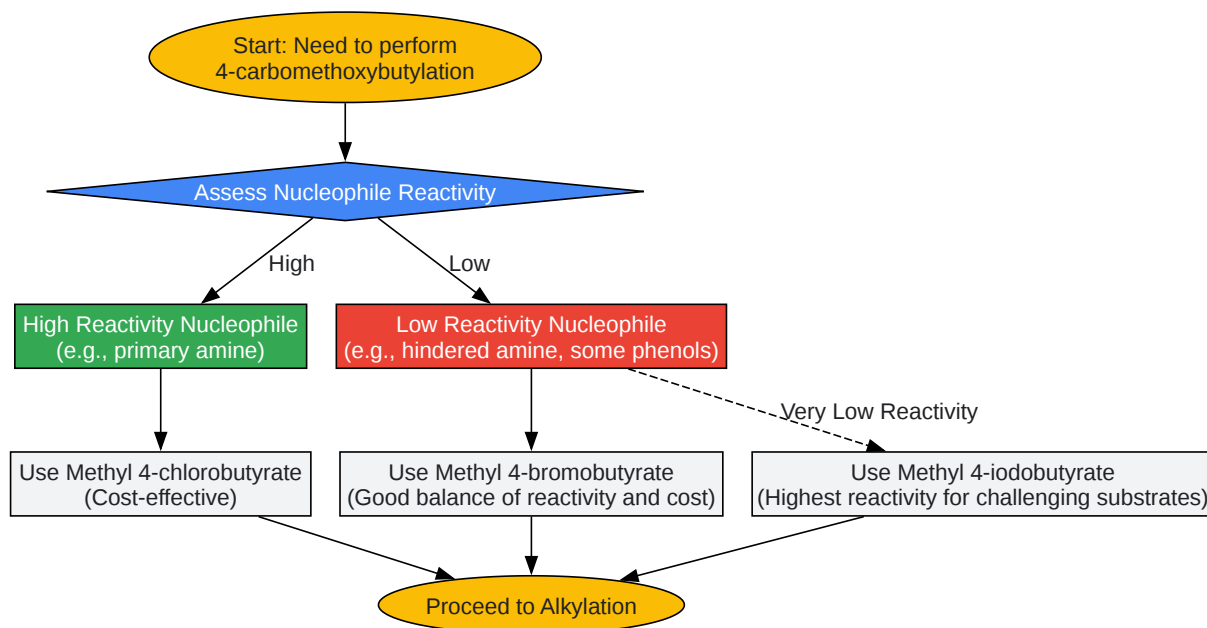 Start: Need to perform
4-carbomethoxybutylation
Assess Nucleophile Reactivity
High
Low
High Reactivity Nucleophile
(e.g., primary amine)
Low Reactivity Nucleophile
(e.g., hindered amine, some phenols)
Very Low Reactivity
Use Methyl 4-chlorobutyrate
(Cost-effective)
Use Methyl 4-bromobutyrate
(Good balance of reactivity and cost)
Use Methyl 4-iodobutyrate
(Highest reactivity for challenging substrates)
Proceed to Alkylation